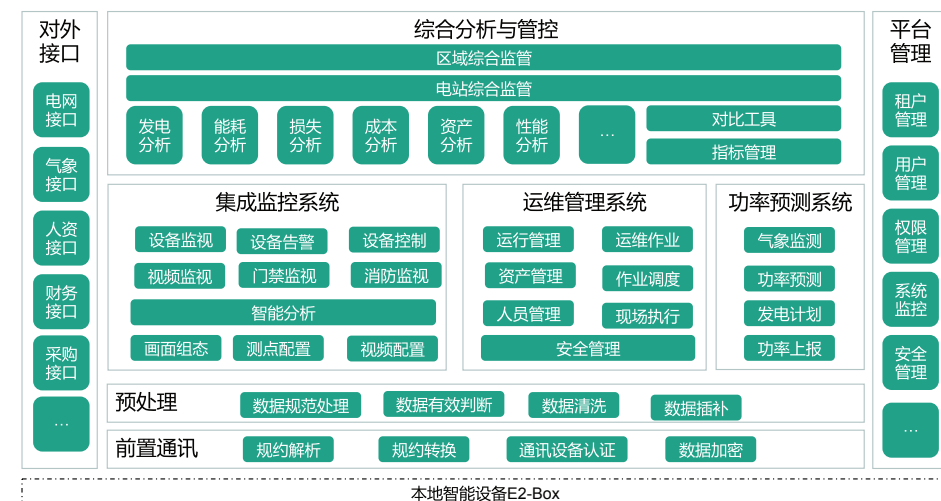 对外
接口
电网
接口
气象
接口
人资
接口
财务
接口
采购
接口
...
综合分析与管控
区域综合监管
电站综合监管
发电
分析
能耗
分析
损失
分析
成本
分析
资产
分析
性能
分析
...
对比工具
指标管理
集成监控系统
设备监视
设备告警
设备控制
视频监视
门禁监视
消防监视
智能分析
画面组态
测点配置
视频配置
运维管理系统
运行管理
运维作业
资产管理
作业调度
人员管理
现场执行
安全管理
功率预测系统
气象监测
功率预测
发电计划
功率上报
预处理
数据规范处理
数据有效判断
数据清洗
数据插补
前置通讯
规约解析
规约转换
通讯设备认证
数据加密
平台
管理
租户
管理
用户
管理
权限
管理
系统
监控
安全
管理
...
本地智能设备E2-Box